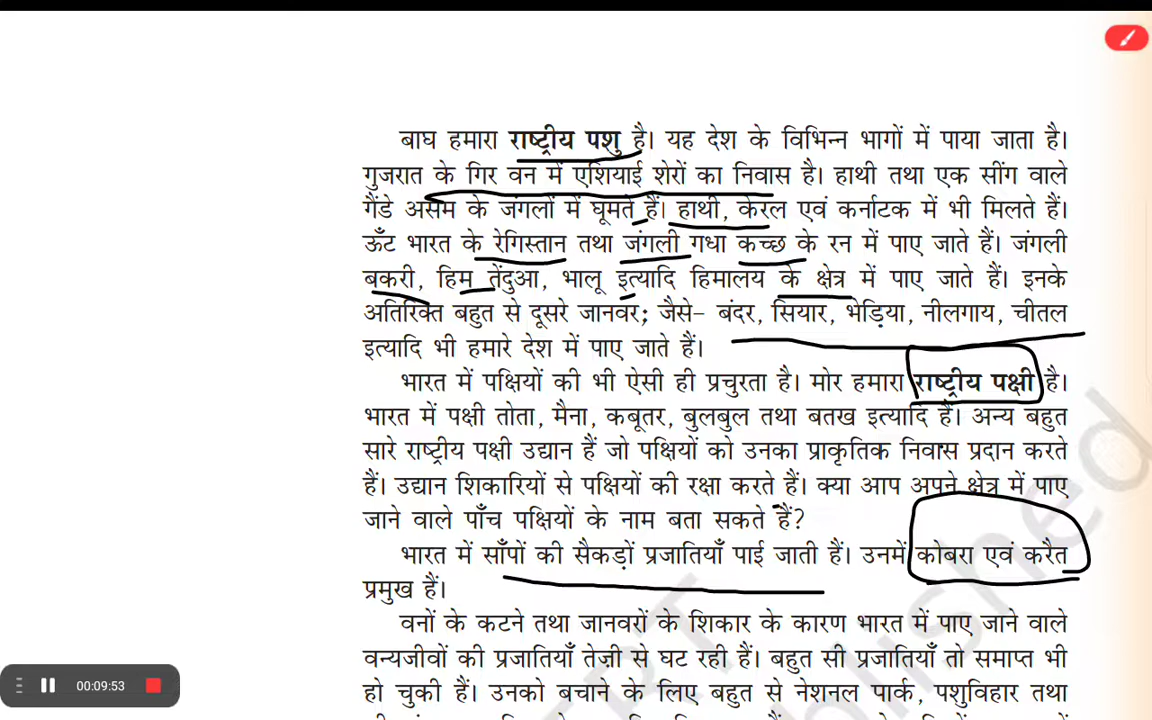 बाघ हमारा राष्ट्रीय पशु है। यह देश के विभिन्न भागों में पाया जाता है।
गुजरात के गिर वन में एशियाई शेरों का निवास है। हाथी तथा एक सींग वाले
गैंडे असम के जंगलों में घूमते हैं। हाथी, केरल एवं कर्नाटक में भी मिलते हैं।
ऊँट भारत के रेगिस्तान तथा जंगली गधा कच्छ के रन में पाए जाते हैं। जंगली
बकरी, हिम तेंदुआ, भालू इत्यादि हिमालय के क्षेत्र में पाए जाते हैं। इनके
अतिरिक्त बहुत से दूसरे जानवर; जैसे– बंदर, सियार, भेड़िया, नीलगाय, चीतल
इत्यादि भी हमारे देश में पाए जाते हैं।
भारत में पक्षियों की भी ऐसी ही प्रचुरता है। मोर हमारा राष्ट्रीय पक्षी है।
भारत में पक्षी तोता, मैना, कबूतर, बुलबुल तथा बतख इत्यादि हैं। अन्य बहुत
सारे राष्ट्रीय पक्षी उद्यान हैं जो पक्षियों को उनका प्राकृतिक निवास प्रदान करते
हैं। उद्यान शिकारियों से पक्षियों की रक्षा करते हैं। क्या आप अपने क्षेत्र में पाए
जाने वाले पाँच पक्षियों के नाम बता सकते हैं?
भारत में साँपों की सैकड़ों प्रजातियाँ पाई जाती हैं। उनमें कोबरा एवं करैत
प्रमुख हैं।
वनों के कटने तथा जानवरों के शिकार के कारण भारत में पाए जाने वाले
वन्यजीवों की प्रजातियाँ तेज़ी से घट रही हैं। बहुत सी प्रजातियाँ तो समाप्त भी
हो चुकी हैं। उनको बचाने के लिए बहुत से नेशनल पार्क, पशुविहार तथा
00:09:53